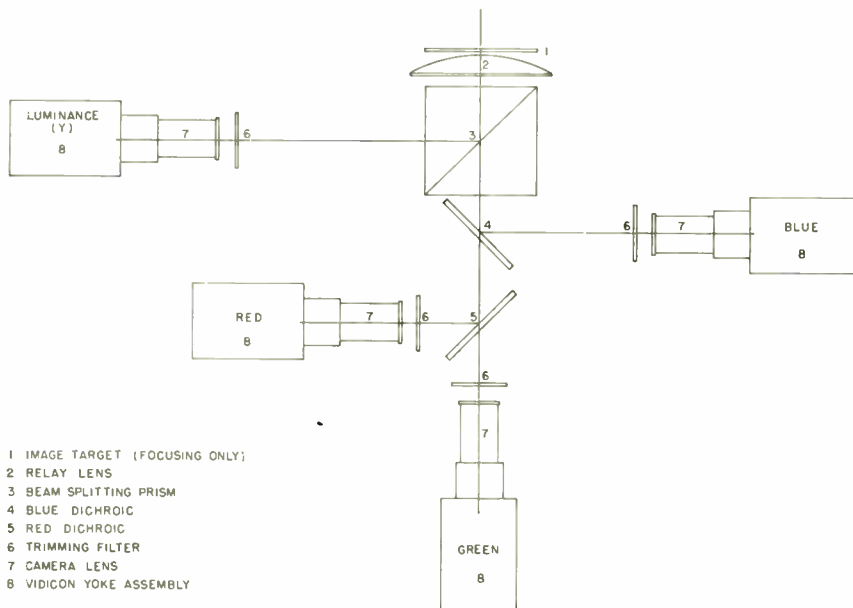 1
2
LUMINANCE
(Y)
8
7
6
3
4
6
7
BLUE
8
RED
8
7
6
5
6
7
GREEN
8
1 IMAGE TARGET (FOCUSING ONLY)
2 RELAY LENS
3 BEAM SPLITTING PRISM
4 BLUE DICHROIC
5 RED DICHROIC
6 TRIMMING FILTER
7 CAMERA LENS
8 VIDICON YOKE ASSEMBLY